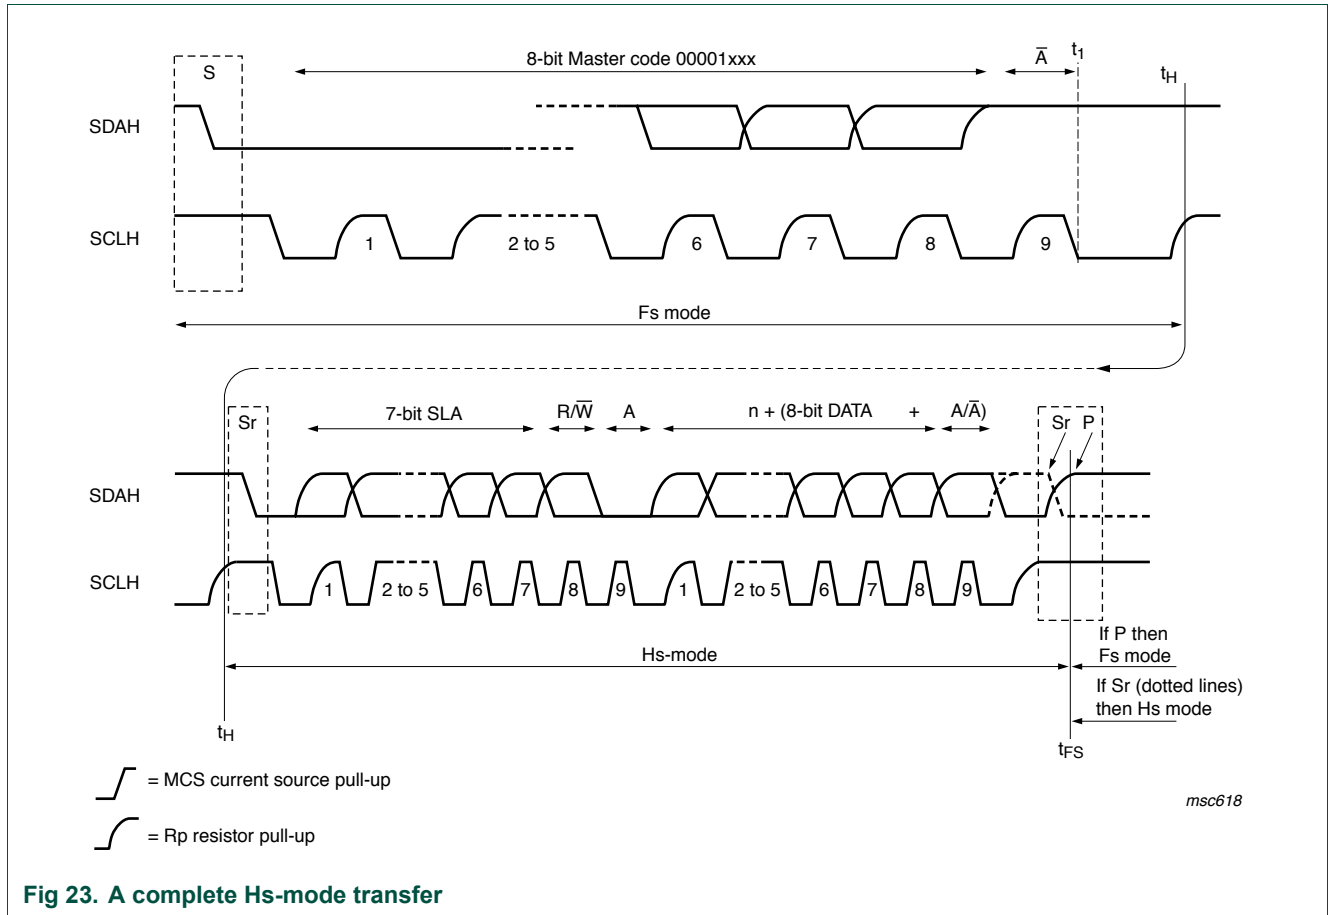 S
8-bit Master code 00001xxx
A̅
t1
tH
SDAH
SCLH
1
2 to 5
6
7
8
9
Fs mode
Sr
7-bit SLA
R/W̅
A
n + (8-bit DATA + A/A̅)
Sr P
SDAH
SCLH
1
2 to 5
6
7
8
9
1
2 to 5
6
7
8
9
If P then
Fs mode
Hs-mode
If Sr (dotted lines)
then Hs mode
tH
tFS
= MCS current source pull-up
= Rp resistor pull-up
msc618
Fig 23. A complete Hs-mode transfer